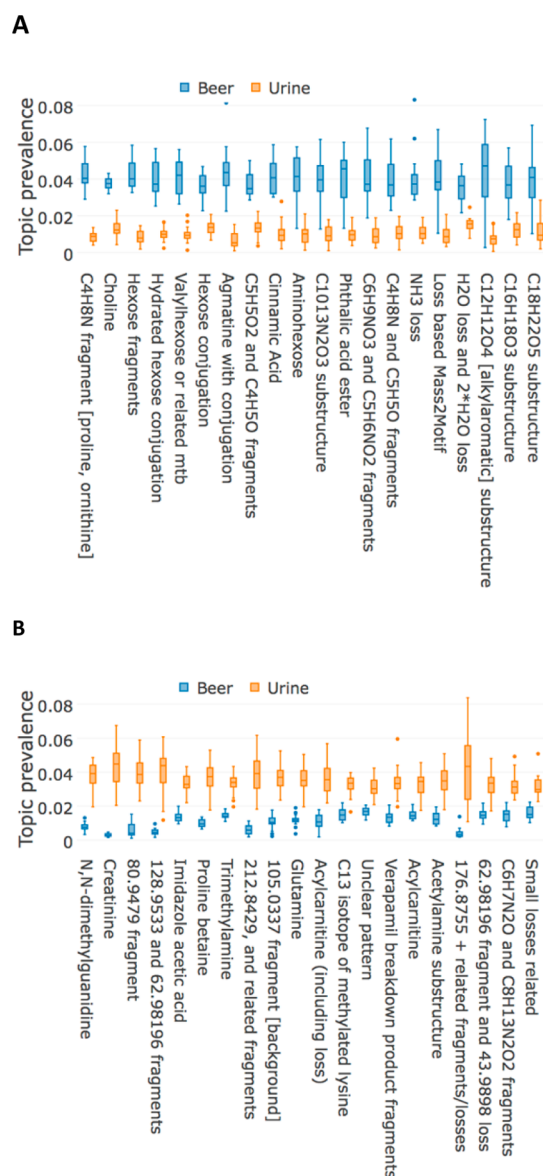 A
Beer Urine
Topic prevalence
0.08
0.06
0.04
0.02
0
C4H8N fragment [proline, ornithine]
Choline
Hexose fragments
Hydrated hexose conjugation
Valylhexose or related mtb
Hexose conjugation
Agmatine with conjugation
C5H5O2 and C4H5O fragments
Cinnamic Acid
Aminohexose
C1013N2O3 substructure
Phthalic acid ester
C6H9NO3 and C5H6NO2 fragments
C4H8N and C5H5O fragments
NH3 loss
Loss based Mass2Motif
H2O loss and 2*H2O loss
C12H12O4 [alkylaromatic] substructure
C16H18O3 substructure
C18H22O5 substructure
B
Beer Urine
Topic prevalence
0.08
0.06
0.04
0.02
0
N,N-dimethylguanidine
Creatinine
80.9479 fragment
128.9533 and 62.98196 fragments
Imidazole acetic acid
Proline betaine
Trimethylamine
212.8429, and related fragments
105.0337 fragment [background]
Glutamine
Acylcarnitine (including loss)
C13 isotope of methylated lysine
Unclear pattern
Verapamil breakdown product fragments
Acylcarnitine
Acetylamine substructure
176.8755 + related fragments/losses
62.98196 fragment and 43.9898 loss
C6H7N2O and C8H13N2O2 fragments
Small losses related